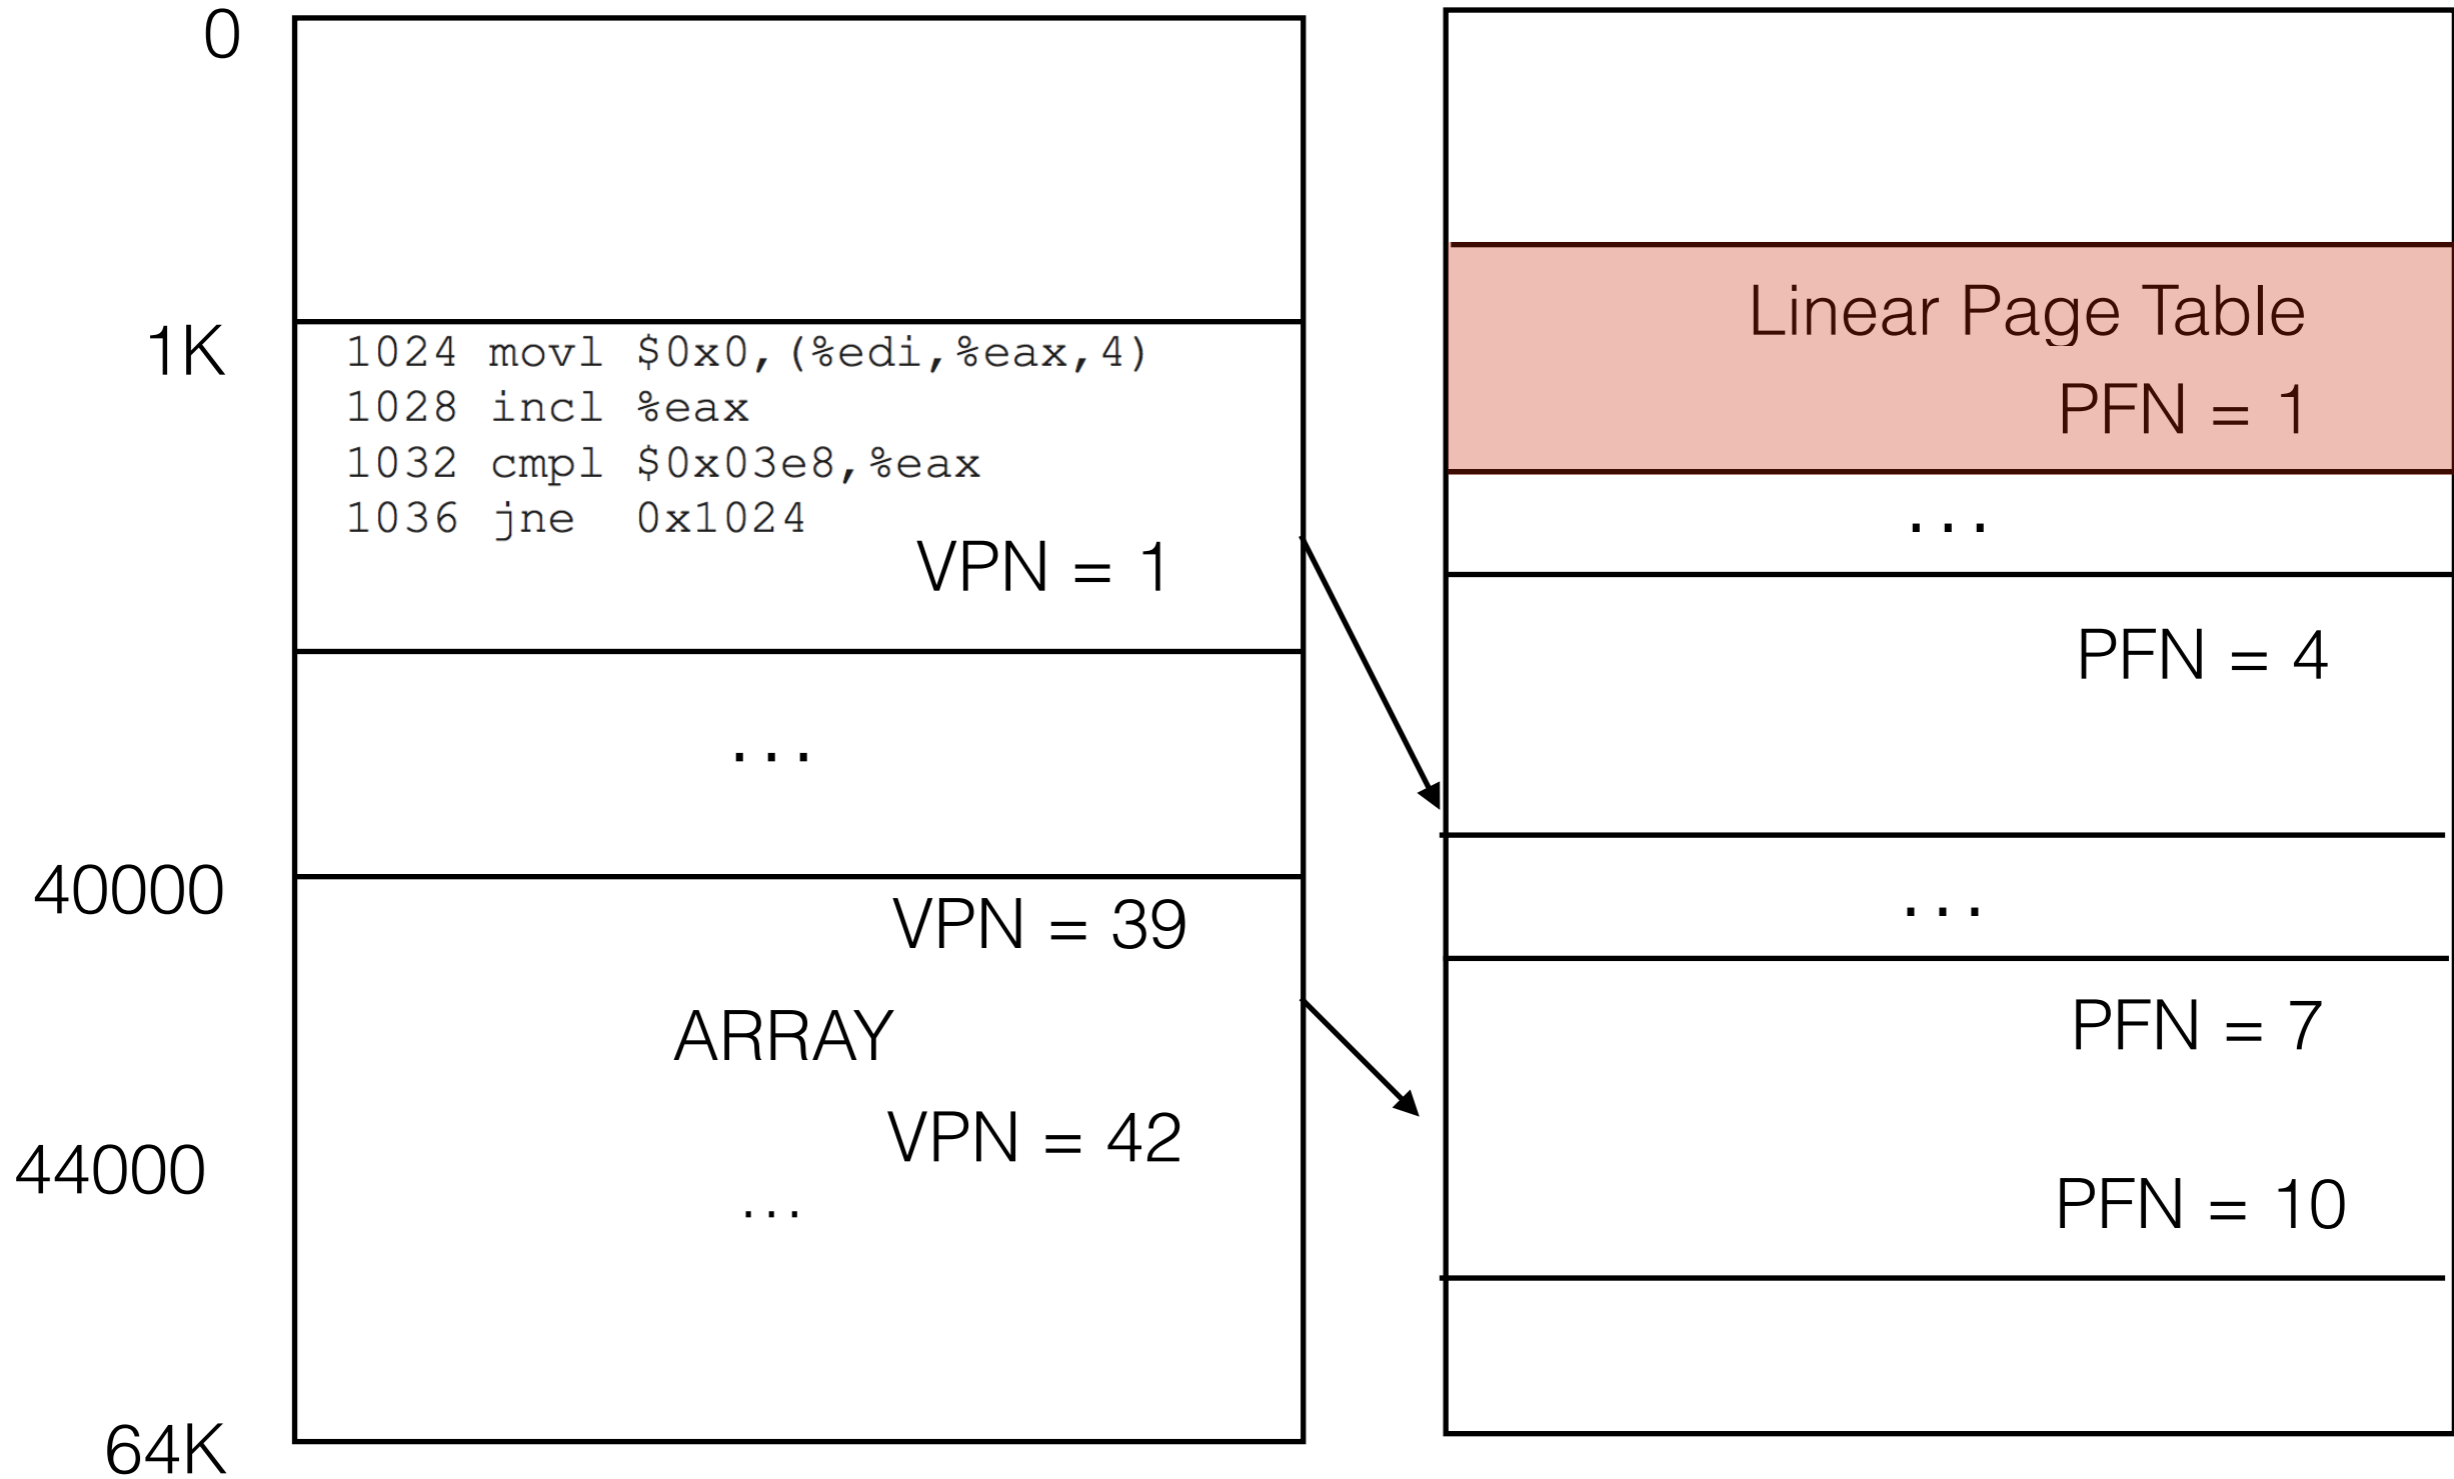 0
1K
1024 movl $0x0,(%edi,%eax,4)
1028 incl %eax
1032 cmpl $0x03e8,%eax
1036 jne 0x1024
VPN = 1
...
40000
VPN = 39
ARRAY
44000
VPN = 42
...
64K
Linear Page Table
PFN = 1
...
PFN = 4
...
PFN = 7
PFN = 10